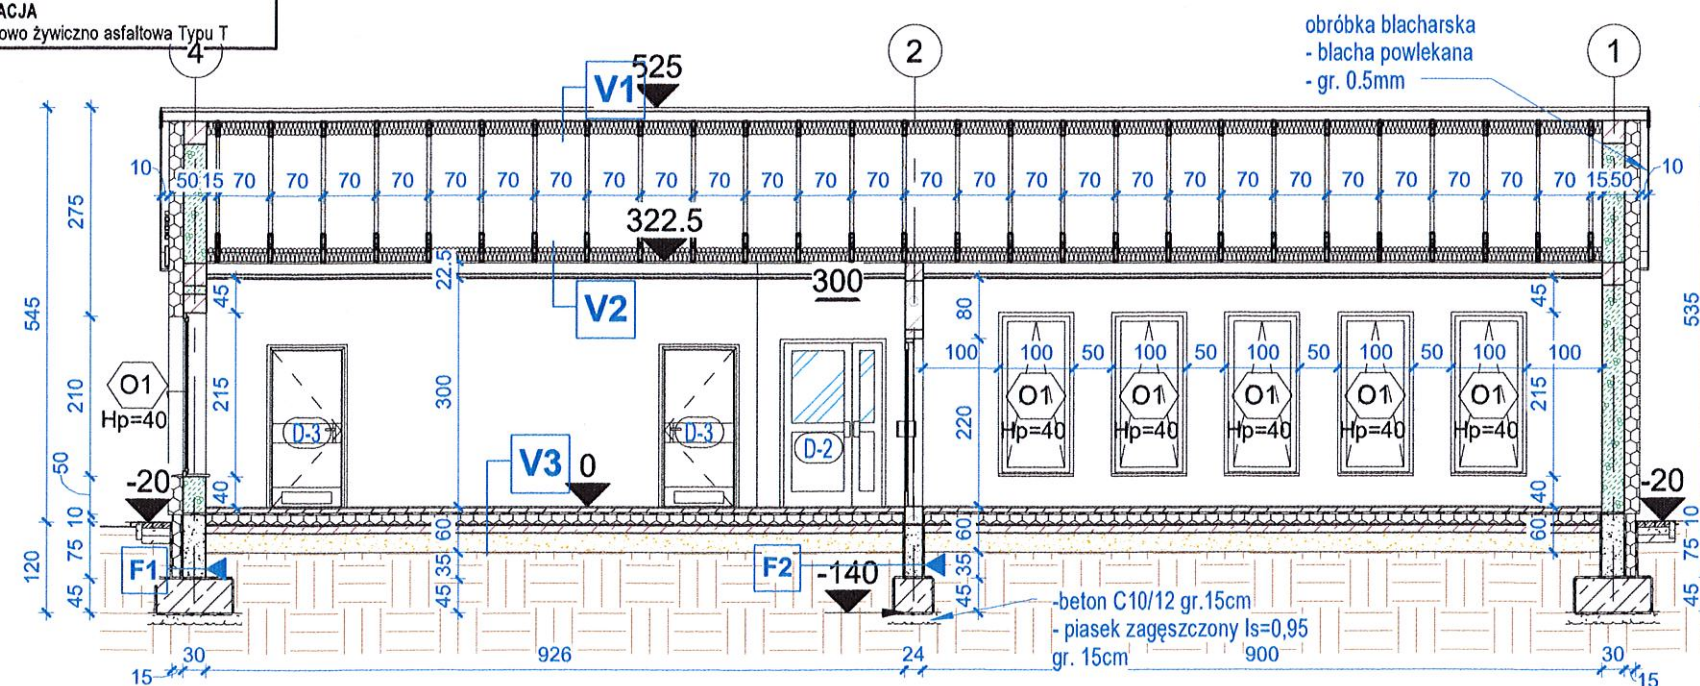 ACJA
owo żywiczno asfaltowa Typu T
4
2
1
obróbka blacharska
- blacha powlekana
- gr. 0.5mm
V1
525
10
50
15
70 70 70 70 70 70 70 70 70 70 70 70 70 70 70 70 70 70 70 70 70 70 70 70 70 70
15
50
10
275
322.5
22.5
V2
300
545
535
45
80
45
100 100 50 100 50 100 50 100 50 100 100
O1
Hp=40
210
215
300
D-3
D-3
D-2
220
O1 O1 O1 O1 O1
Hp=40 Hp=40 Hp=40 Hp=40 Hp=40
215
V3
0
50
-20
40
40
-20
10
60
60
60
10
120
75
F1
35
F2
-140
35
75
45
45
45
45
-beton C10/12 gr.15cm
- piasek zagęszczony Is=0,95
gr. 15cm
15
30
926
24
900
30
15